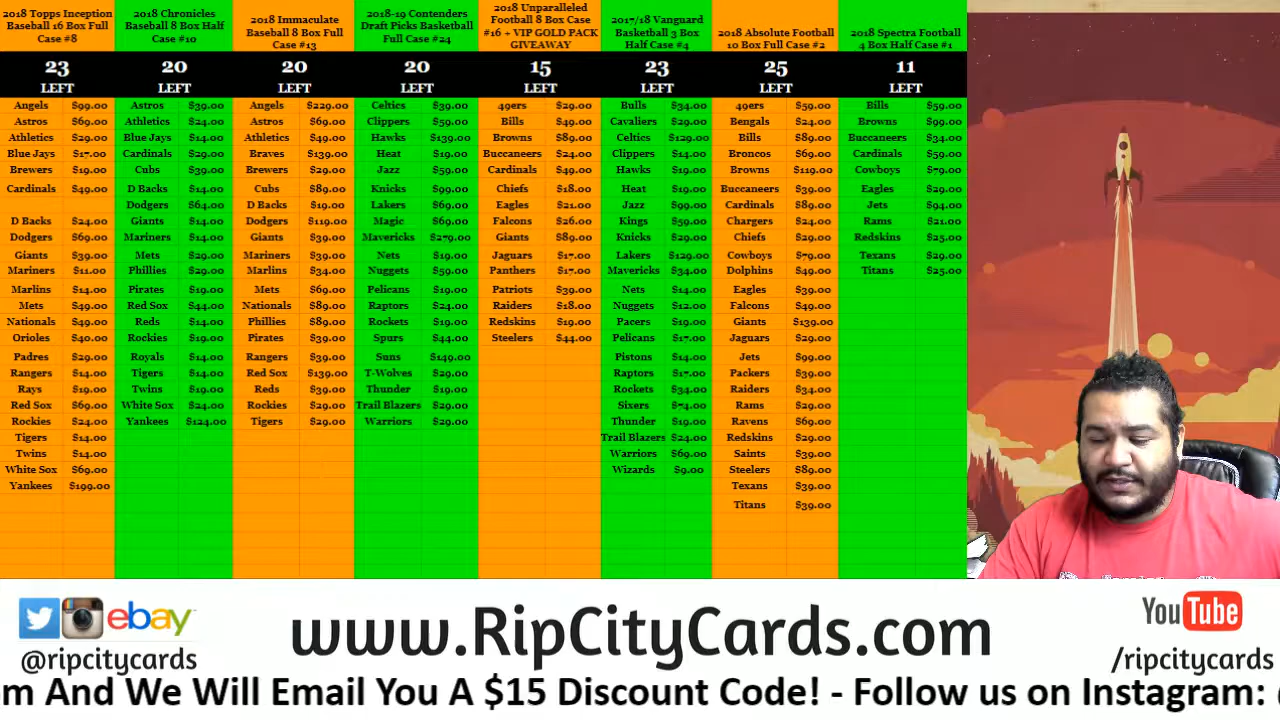 2018 Topps Inception Baseball 16 Box Full Case #8
23
LEFT
Angels $99.00
Astros $69.00
Athletics $29.00
Blue Jays $17.00
Brewers $19.00
Cardinals $49.00
D Backs $24.00
Dodgers $69.00
Giants $39.00
Mariners $11.00
Marlins $14.00
Mets $49.00
Nationals $49.00
Orioles $40.00
Padres $29.00
Rangers $14.00
Rays $19.00
Red Sox $69.00
Rockies $24.00
Tigers $14.00
Twins $14.00
White Sox $69.00
Yankees $199.00
2018 Chronicles Baseball 8 Box Half Case #10
20
LEFT
Astros $39.00
Athletics $24.00
Blue Jays $14.00
Cardinals $29.00
Cubs $39.00
D Backs $14.00
Dodgers $64.00
Giants $14.00
Mariners $14.00
Mets $29.00
Phillies $29.00
Pirates $19.00
Red Sox $44.00
Reds $14.00
Rockies $19.00
Royals $14.00
Tigers $14.00
Twins $19.00
White Sox $24.00
Yankees $124.00
2018 Immaculate Baseball 8 Box Full Case #13
20
LEFT
Angels $229.00
Astros $69.00
Athletics $49.00
Braves $139.00
Brewers $29.00
Cubs $89.00
D Backs $19.00
Dodgers $119.00
Giants $39.00
Mariners $39.00
Marlins $34.00
Mets $69.00
Nationals $89.00
Phillies $89.00
Pirates $39.00
Rangers $39.00
Red Sox $139.00
Reds $39.00
Rockies $29.00
Tigers $29.00
2018-19 Contenders Draft Picks Basketball Full Case #24
20
LEFT
Celtics $39.00
Clippers $59.00
Hawks $139.00
Heat $19.00
Jazz $59.00
Knicks $99.00
Lakers $69.00
Magic $69.00
Mavericks $279.00
Nets $19.00
Nuggets $59.00
Pelicans $19.00
Raptors $24.00
Rockets $19.00
Spurs $44.00
Suns $149.00
T-Wolves $29.00
Thunder $19.00
Trail Blazers $29.00
Warriors $29.00
2018 Unparalleled Football 8 Box Case #16 + VIP GOLD PACK GIVEAWAY
15
LEFT
49ers $29.00
Bills $49.00
Browns $89.00
Buccaneers $24.00
Cardinals $49.00
Chiefs $18.00
Eagles $21.00
Falcons $26.00
Giants $89.00
Jaguars $17.00
Panthers $17.00
Patriots $39.00
Raiders $18.00
Redskins $19.00
Steelers $44.00
2017/18 Vanguard Basketball 3 Box Half Case #4
23
LEFT
Bulls $34.00
Cavaliers $29.00
Celtics $129.00
Clippers $14.00
Hawks $19.00
Heat $19.00
Jazz $99.00
Kings $59.00
Knicks $29.00
Lakers $129.00
Mavericks $34.00
Nets $14.00
Nuggets $12.00
Pacers $19.00
Pelicans $17.00
Pistons $14.00
Raptors $17.00
Rockets $34.00
Sixers $74.00
Thunder $19.00
Trail Blazers $24.00
Warriors $69.00
Wizards $9.00
2018 Absolute Football 10 Box Full Case #2
25
LEFT
49ers $59.00
Bengals $24.00
Bills $89.00
Broncos $69.00
Browns $119.00
Buccaneers $39.00
Cardinals $89.00
Chargers $24.00
Chiefs $29.00
Cowboys $79.00
Dolphins $49.00
Eagles $39.00
Falcons $49.00
Giants $139.00
Jaguars $29.00
Jets $99.00
Packers $39.00
Raiders $34.00
Rams $29.00
Ravens $69.00
Redskins $29.00
Saints $39.00
Steelers $89.00
Texans $39.00
Titans $39.00
2018 Spectra Football 4 Box Half Case #1
11
LEFT
Bills $59.00
Browns $99.00
Buccaneers $34.00
Cardinals $59.00
Cowboys $79.00
Eagles $29.00
Jets $94.00
Rams $21.00
Redskins $25.00
Texans $29.00
Titans $25.00
ebay
@ripcitycards
www.RipCityCards.com
YouTube
/ripcitycards
om And We Will Email You A $15 Discount Code! - Follow us on Instagram: